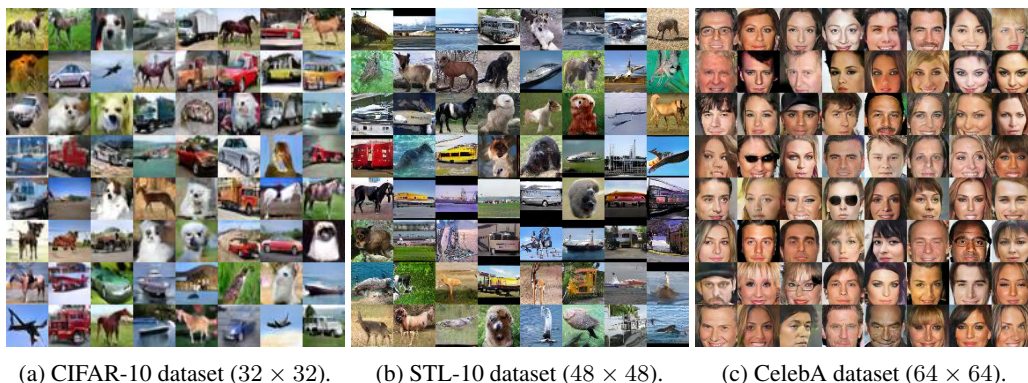 (a) CIFAR-10 dataset (32 × 32).
(b) STL-10 dataset (48 × 48).
(c) CelebA dataset (64 × 64).